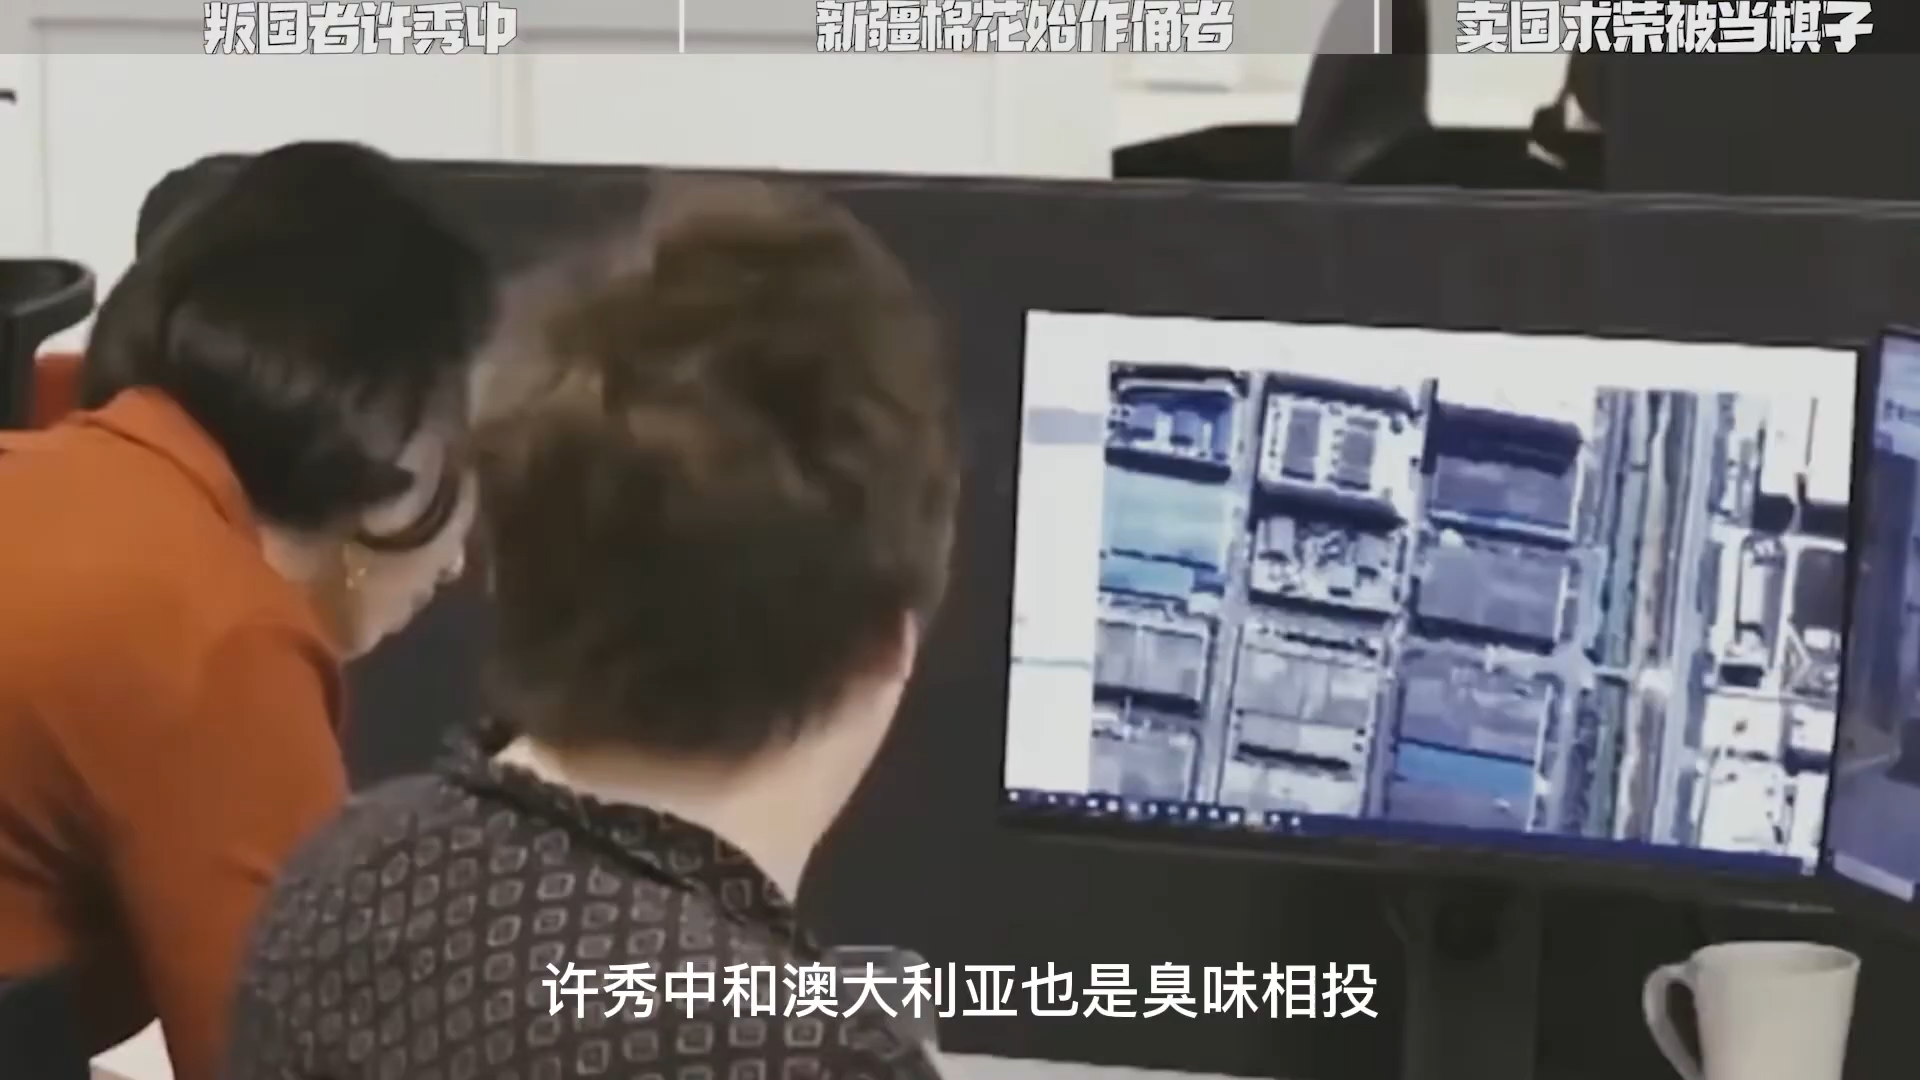 叛国者许秀中
新疆棉花始作俑者
卖国求荣被当棋子
许秀中和澳大利亚也是臭味相投